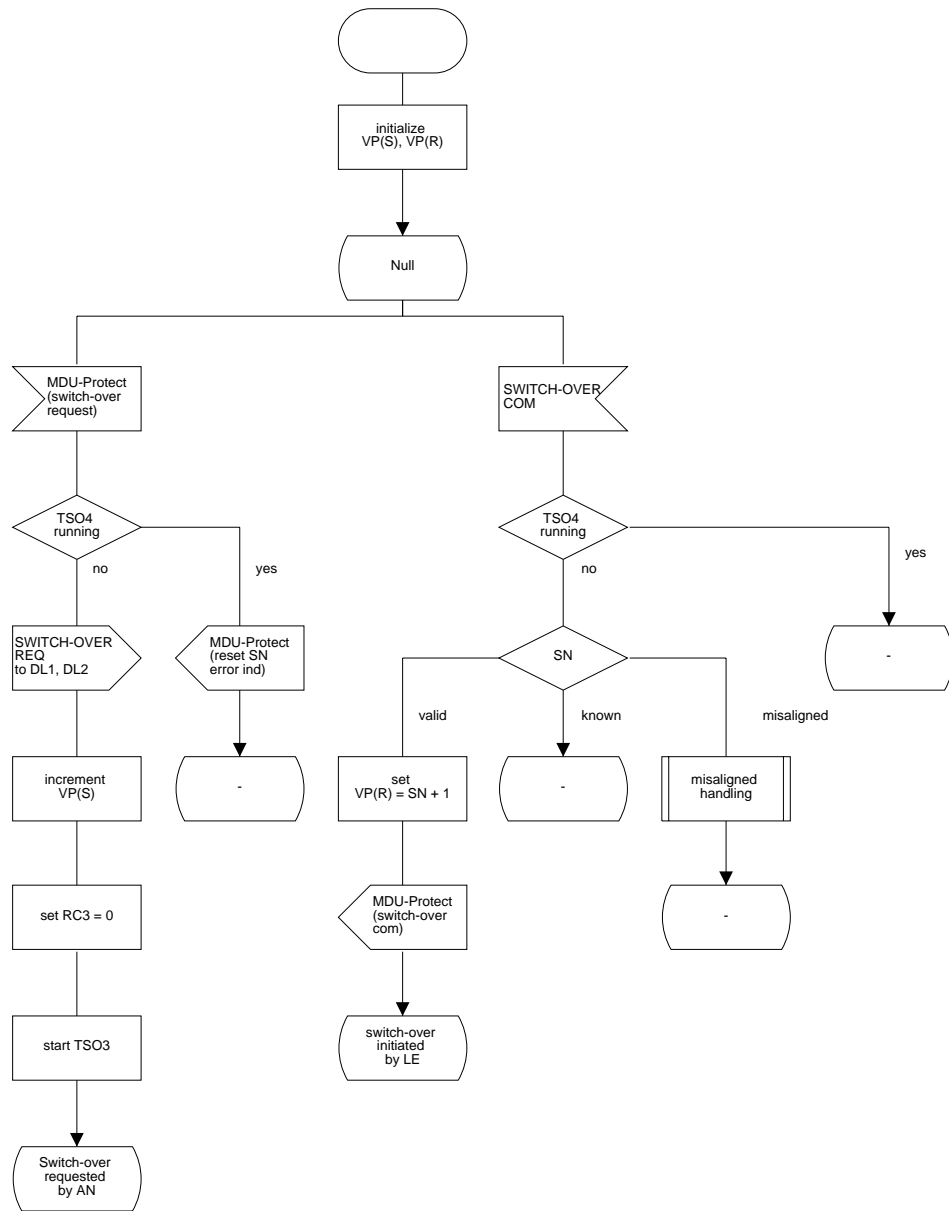 initialize
VP(S), VP(R)
Null
MDU-Protect
(switch-over
request)
SWITCH-OVER
COM
TSO4
running
no
yes
TSO4
running
no
yes
SWITCH-OVER
REQ
to DL1, DL2
MDU-Protect
(reset SN
error ind)
SN
-
valid
known
misaligned
increment
VP(S)
-
set
VP(R) = SN + 1
-
misaligned
handling
set RC3 = 0
MDU-Protect
(switch-over
com)
-
start TSO3
switch-over
initiated
by LE
Switch-over
requested
by AN